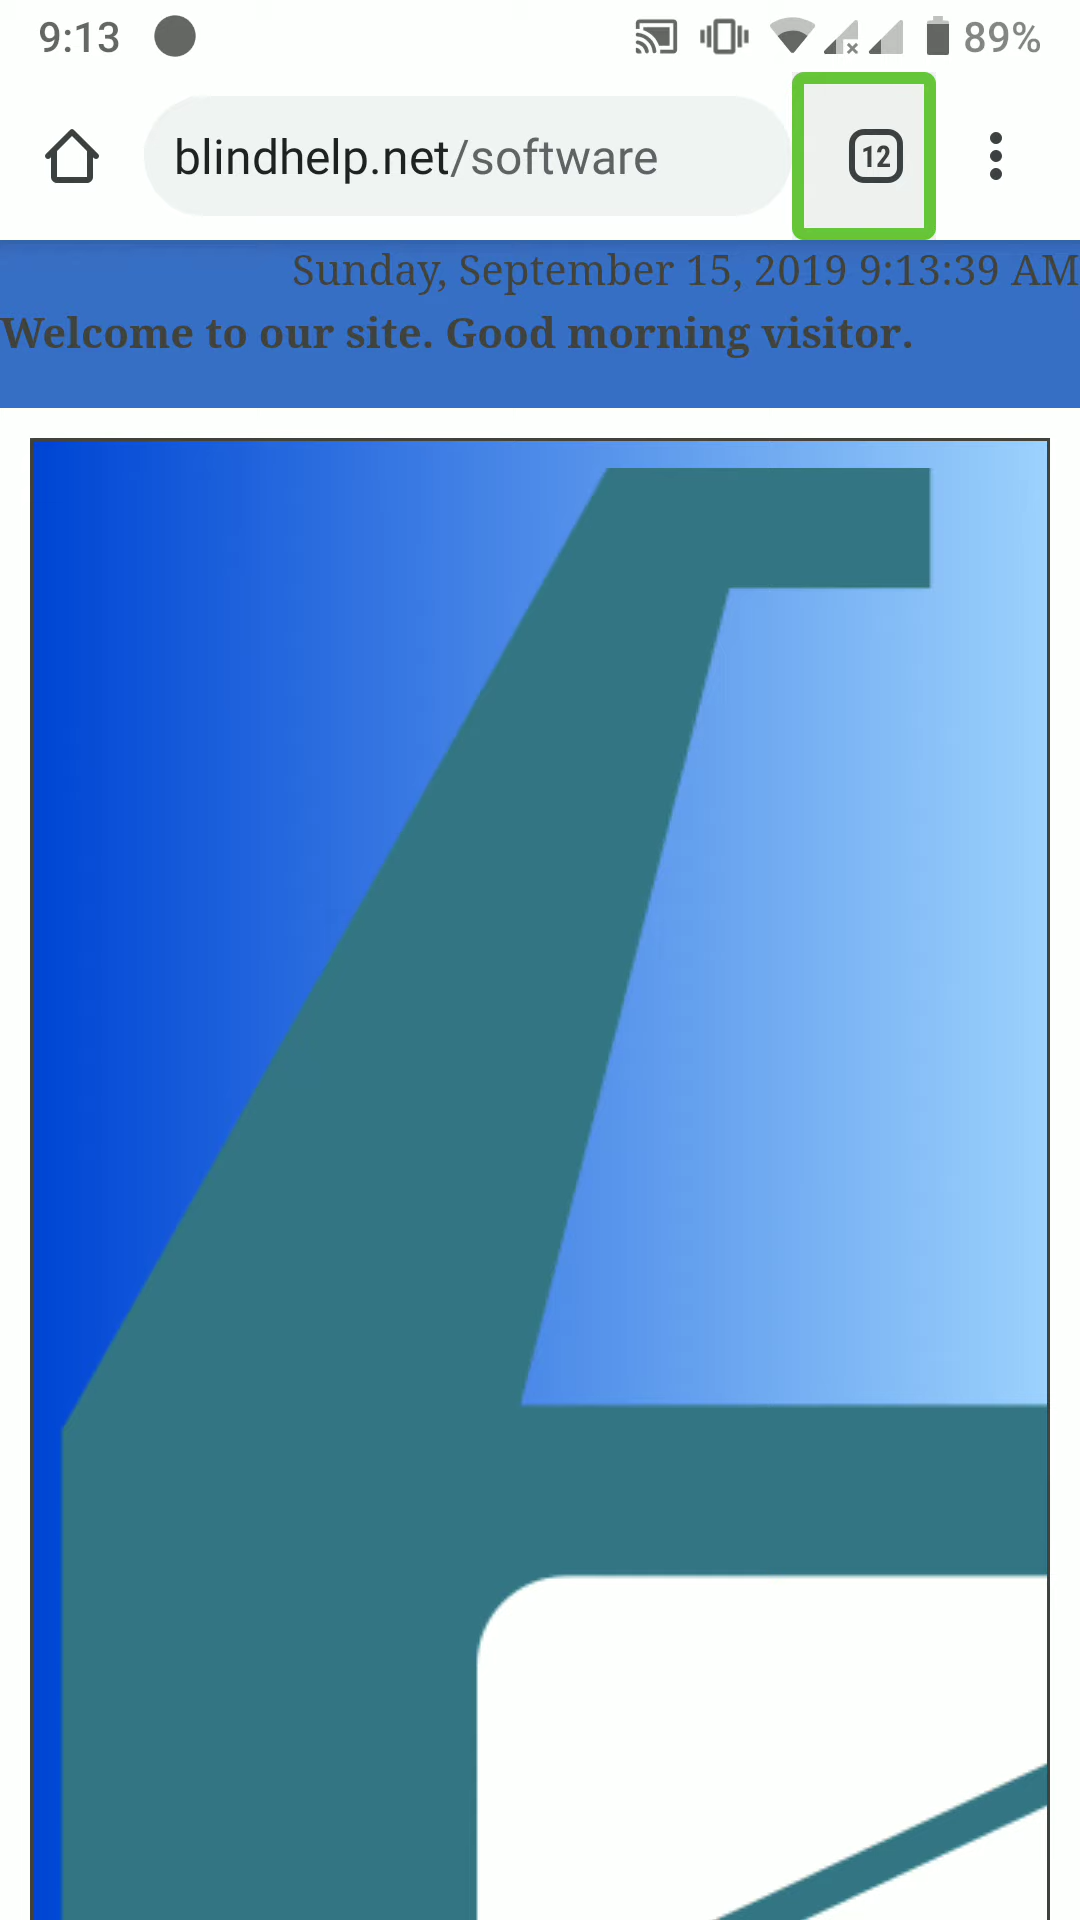 9:13 89%
blindhelp.net/software 12
Sunday, September 15, 2019 9:13:39 AM
Welcome to our site. Good morning visitor.